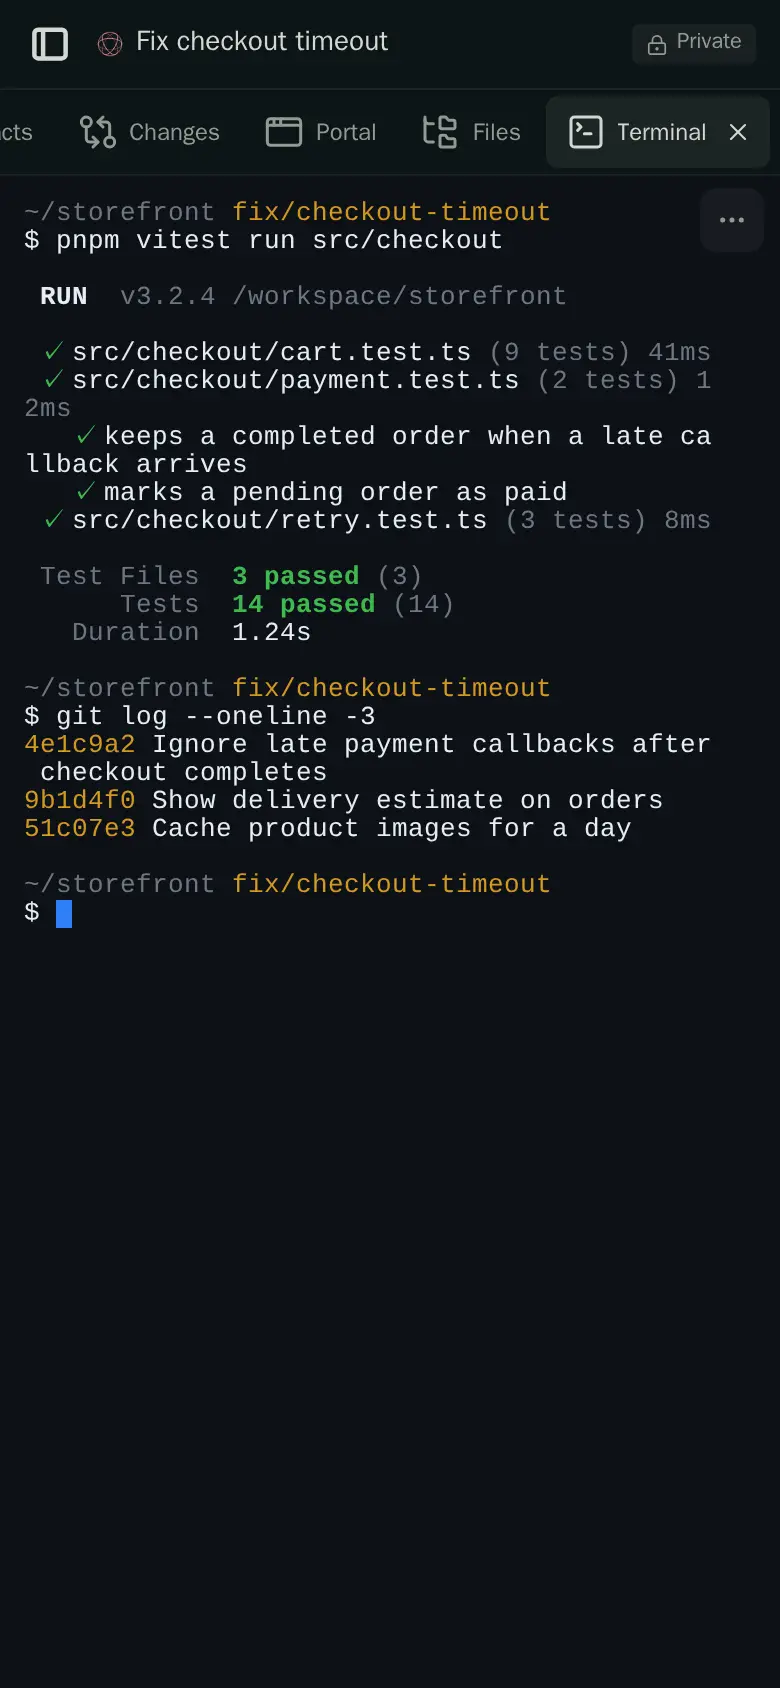 Fix checkout timeout
Private
cts
Changes
Portal
Files
Terminal
~/storefront fix/checkout-timeout
$ pnpm vitest run src/checkout
RUN v3.2.4 /workspace/storefront
✓ src/checkout/cart.test.ts (9 tests) 41ms
✓ src/checkout/payment.test.ts (2 tests) 1
2ms
✓ keeps a completed order when a late ca
llback arrives
✓ marks a pending order as paid
✓ src/checkout/retry.test.ts (3 tests) 8ms
Test Files 3 passed (3)
Tests 14 passed (14)
Duration 1.24s
~/storefront fix/checkout-timeout
$ git log --oneline -3
4e1c9a2 Ignore late payment callbacks after
checkout completes
9b1d4f0 Show delivery estimate on orders
51c07e3 Cache product images for a day
~/storefront fix/checkout-timeout
$